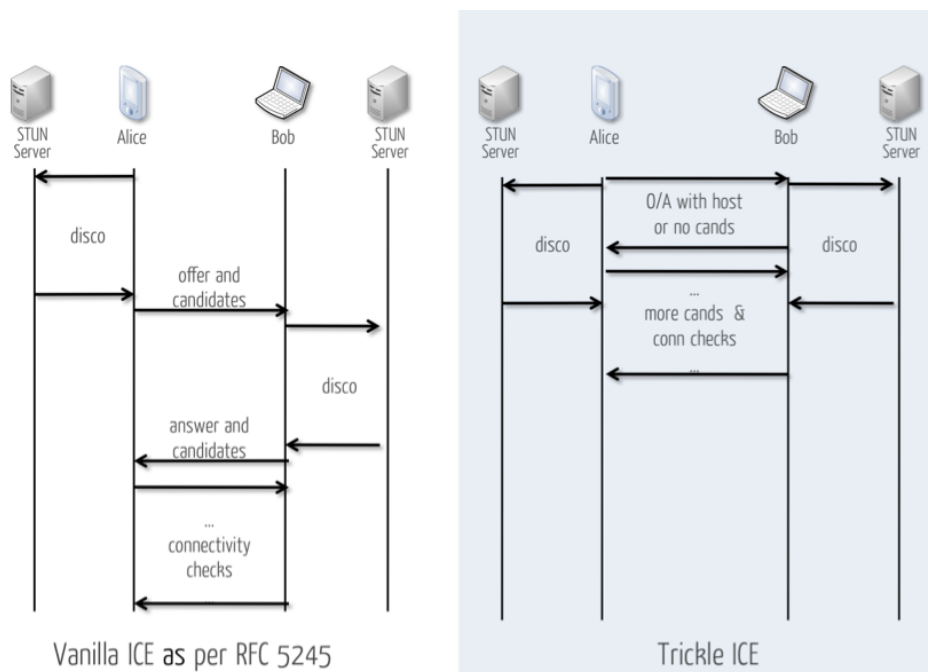 STUN
Server
Alice
Bob
STUN
Server
disco
offer and
candidates
disco
answer and
candidates
...
connectivity
checks
...
Vanilla ICE as per RFC 5245
STUN
Server
Alice
Bob
STUN
Server
O/A with host
or no cands
disco
disco
...
more cands &
conn checks
...
Trickle ICE